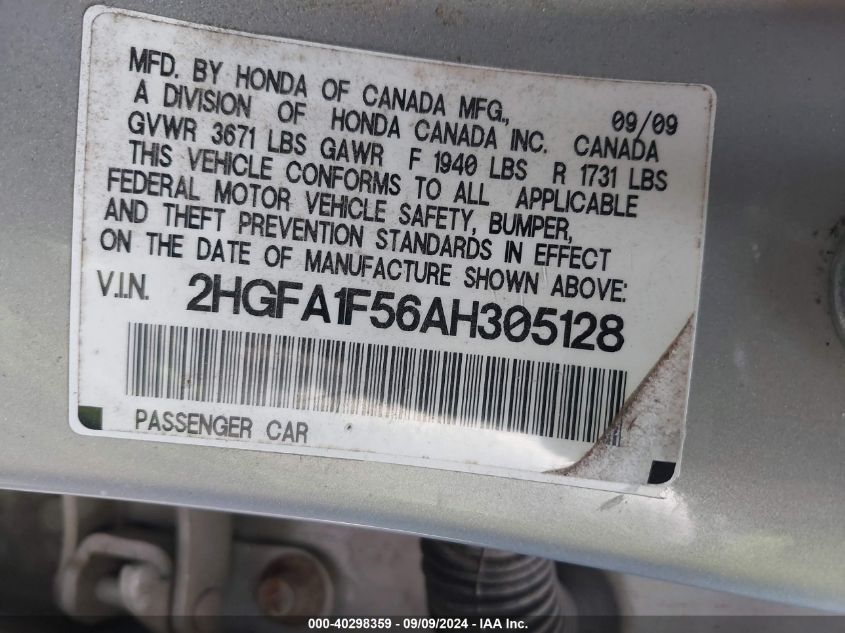 MFD. BY HONDA OF CANADA MFG., 09/09
A DIVISION OF HONDA CANADA INC. CANADA
GVWR 3671 LBS GAWR F 1940 LBS R 1731 LBS
THIS VEHICLE CONFORMS TO ALL APPLICABLE
FEDERAL MOTOR VEHICLE SAFETY, BUMPER,
AND THEFT PREVENTION STANDARDS IN EFFECT
ON THE DATE OF MANUFACTURE SHOWN ABOVE:
V.I.N. 2HGFA1F56AH305128
PASSENGER CAR
000-40298359 - 09/09/2024 - IAA Inc.